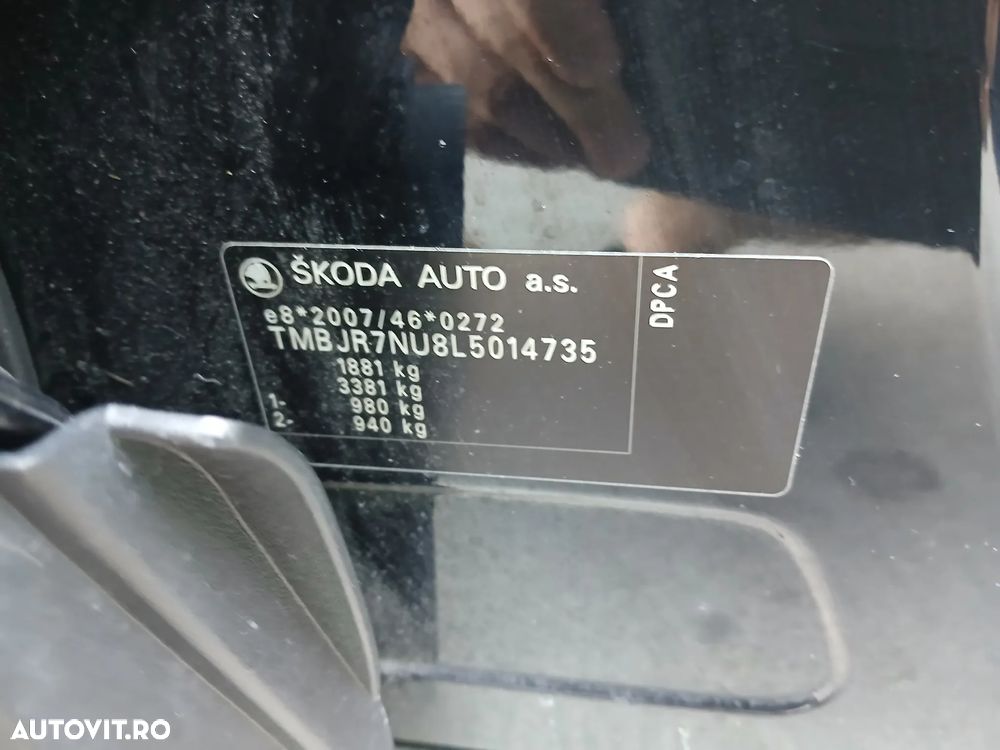 ŠKODA AUTO a.s.
e8*2007/46*0272
TMBJR7NU8L5014735
1881 kg
3381 kg
1- 980 kg
2- 940 kg
DPCA
AUTOVIT.RO